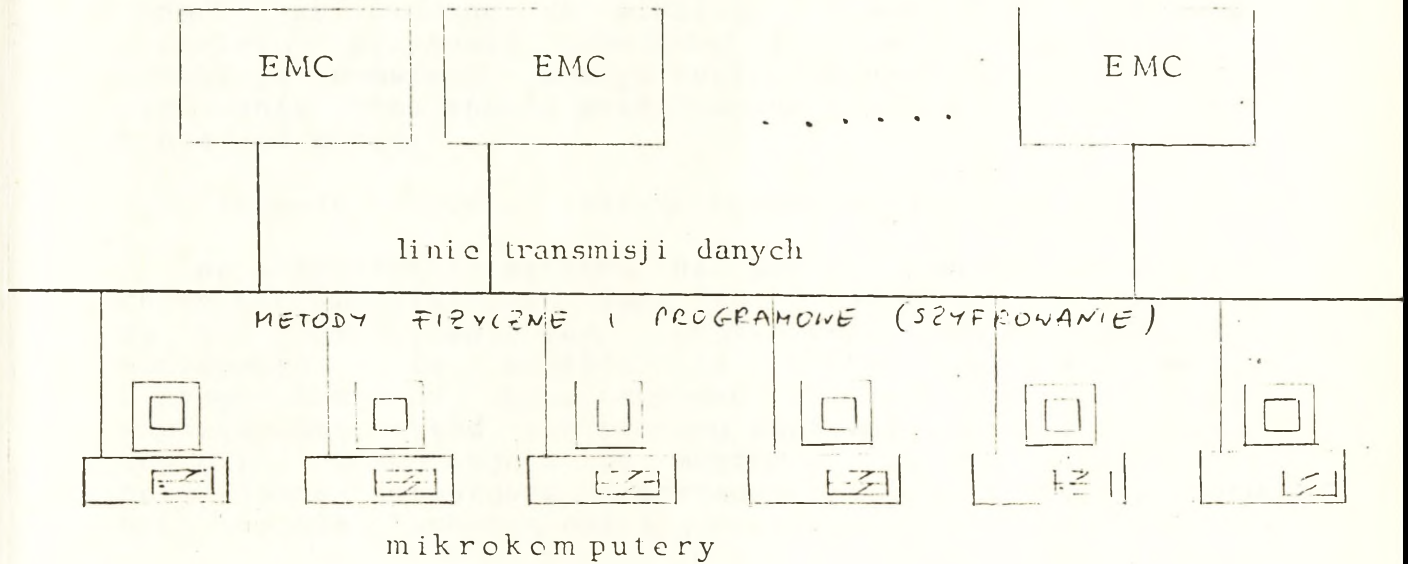 EMC EMC EMC
. . . . . .
linie transmisji danych
METODY FIZYCZNE I PROGRAMOWE (SZYFROWANIE)
mikrokomputery